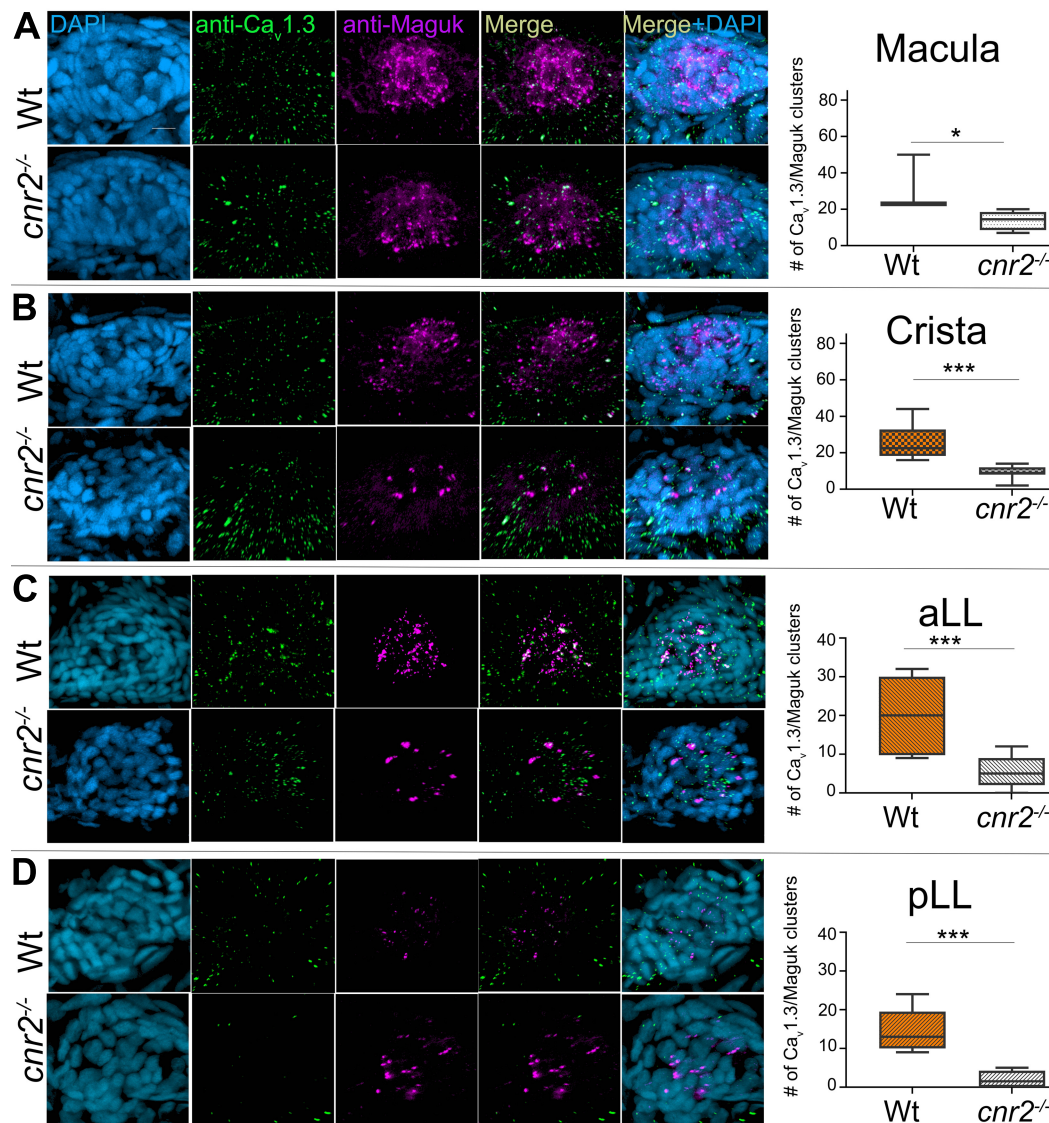 A DAPI anti-Caᵥ1.3 anti-Maguk Merge Merge+DAPI
Wt
cnr2⁻/⁻
Macula
# of Caᵥ1.3/Maguk clusters
80
60
40
20
0
*
Wt cnr2⁻/⁻
B
Wt
cnr2⁻/⁻
Crista
# of Caᵥ1.3/Maguk clusters
80
60
40
20
0
***
Wt cnr2⁻/⁻
C
Wt
cnr2⁻/⁻
aLL
# of Caᵥ1.3/Maguk clusters
40
30
20
10
0
***
Wt cnr2⁻/⁻
D
Wt
cnr2⁻/⁻
pLL
# of Caᵥ1.3/Maguk clusters
40
30
20
10
0
***
Wt cnr2⁻/⁻